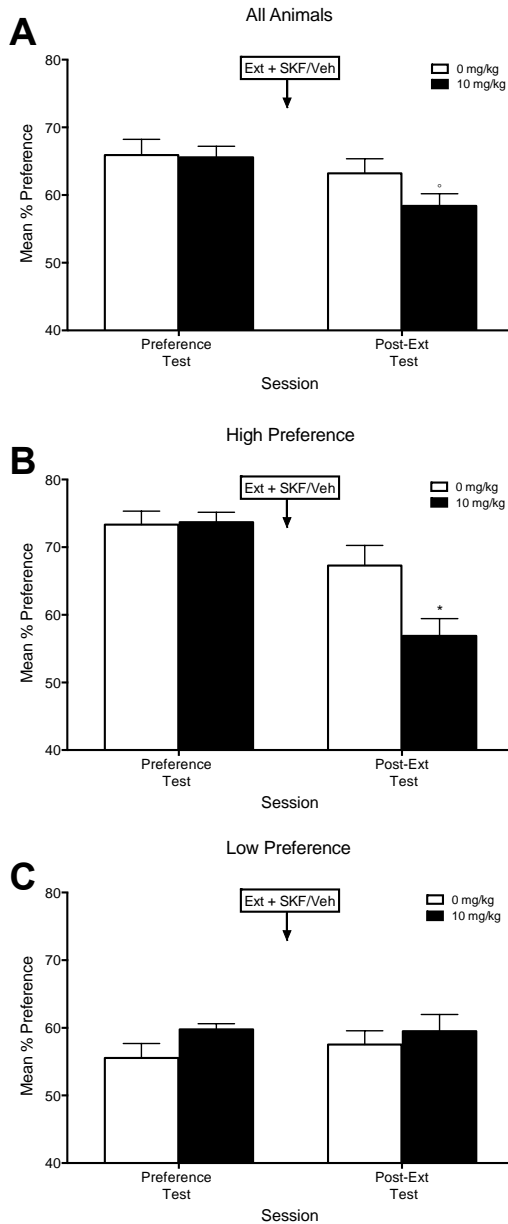 All Animals
A
80
70
60
50
40
Mean % Preference
Ext + SKF/Veh
0 mg/kg
10 mg/kg
°
Preference
Test
Post-Ext
Test
Session
High Preference
B
80
70
60
50
40
Mean % Preference
Ext + SKF/Veh
0 mg/kg
10 mg/kg
*
Preference
Test
Post-Ext
Test
Session
Low Preference
C
80
70
60
50
40
Mean % Preference
Ext + SKF/Veh
0 mg/kg
10 mg/kg
Preference
Test
Post-Ext
Test
Session